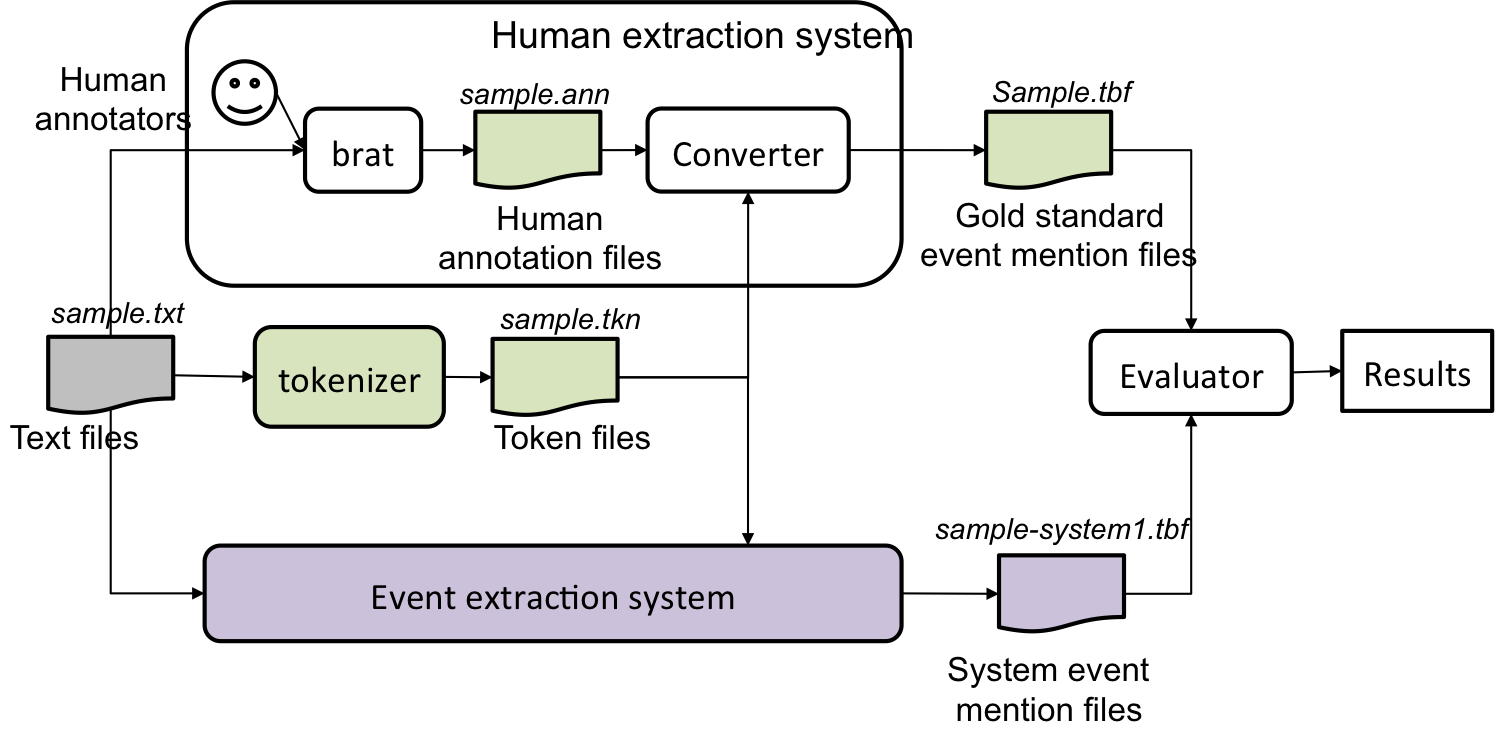 Human extraction system
Human
annotators
sample.ann
Sample.tbf
brat
Converter
Human
annotation files
Gold standard
event mention files
sample.txt
sample.tkn
tokenizer
Evaluator
Results
Text files
Token files
sample-system1.tbf
Event extraction system
System event
mention files